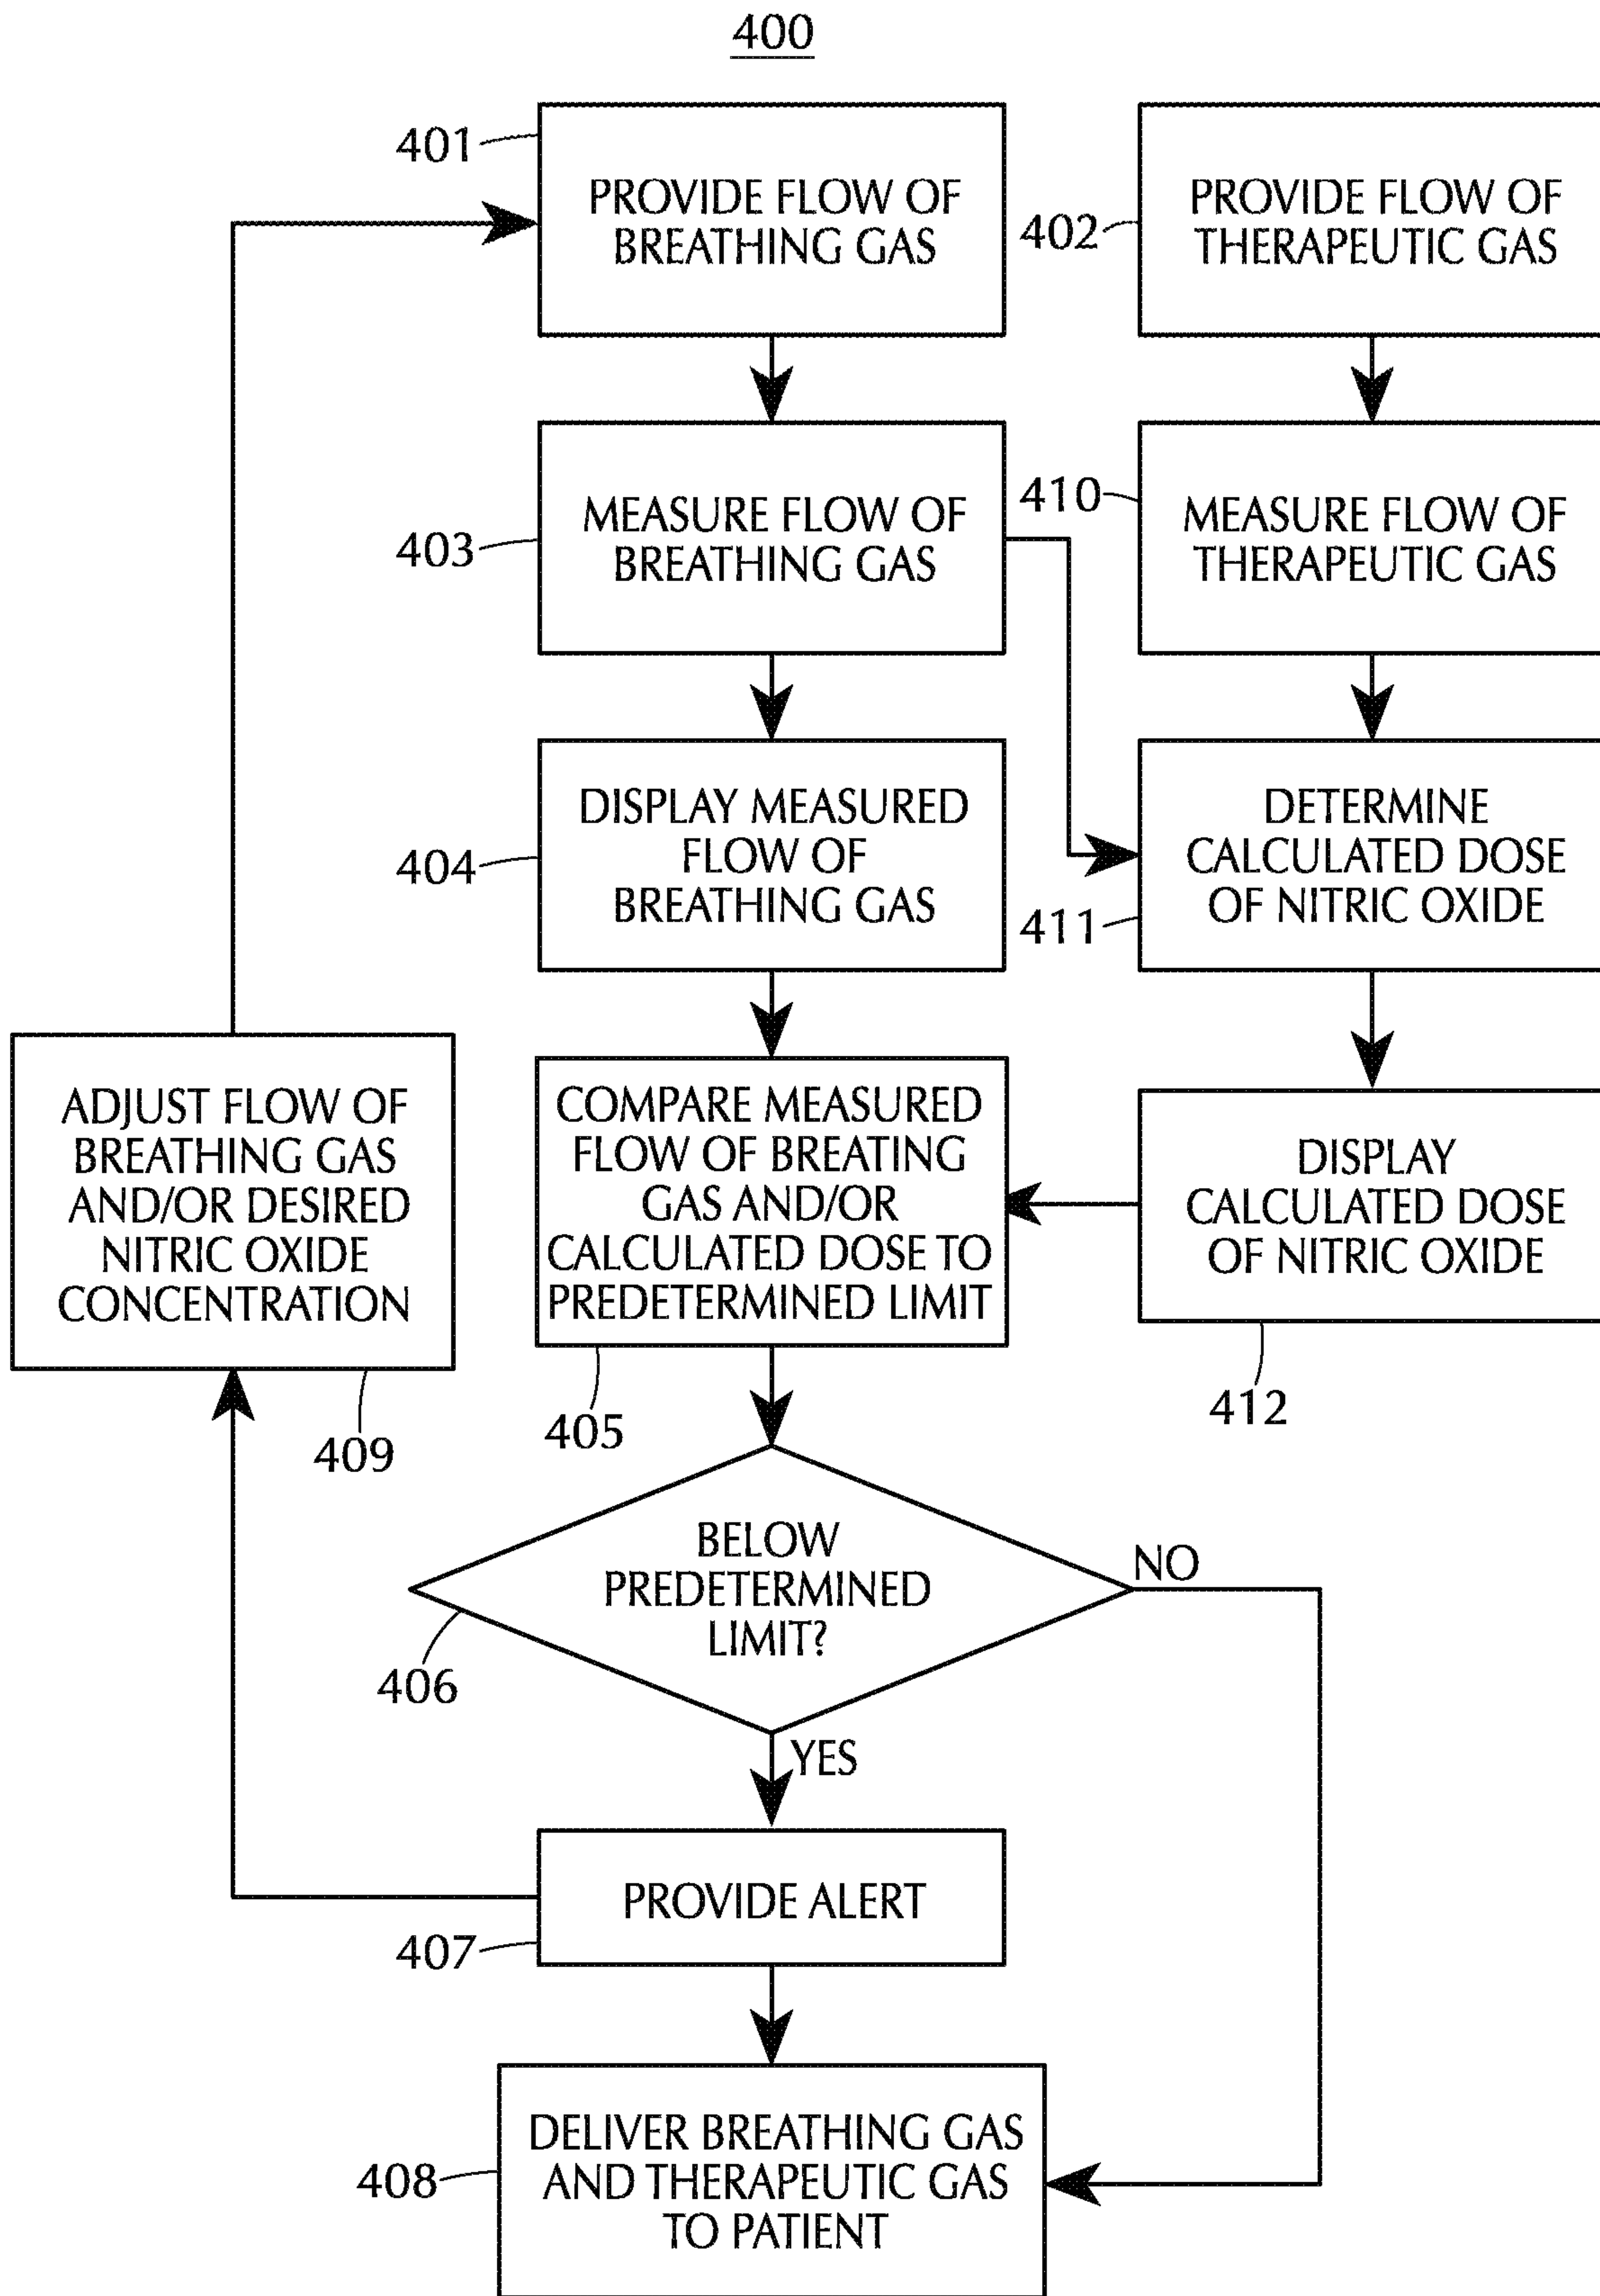 400
401
PROVIDE FLOW OF
BREATHING GAS
402
PROVIDE FLOW OF
THERAPEUTIC GAS
403
MEASURE FLOW OF
BREATHING GAS
410
MEASURE FLOW OF
THERAPEUTIC GAS
404
DISPLAY MEASURED
FLOW OF
BREATHING GAS
411
DETERMINE
CALCULATED DOSE
OF NITRIC OXIDE
ADJUST FLOW OF
BREATHING GAS
AND/OR DESIRED
NITRIC OXIDE
CONCENTRATION
409
COMPARE MEASURED
FLOW OF BREATING
GAS AND/OR
CALCULATED DOSE TO
PREDETERMINED LIMIT
405
DISPLAY
CALCULATED DOSE
OF NITRIC OXIDE
412
BELOW
PREDETERMINED
LIMIT?
406
NO
YES
PROVIDE ALERT
407
DELIVER BREATHING GAS
AND THERAPEUTIC GAS
TO PATIENT
408